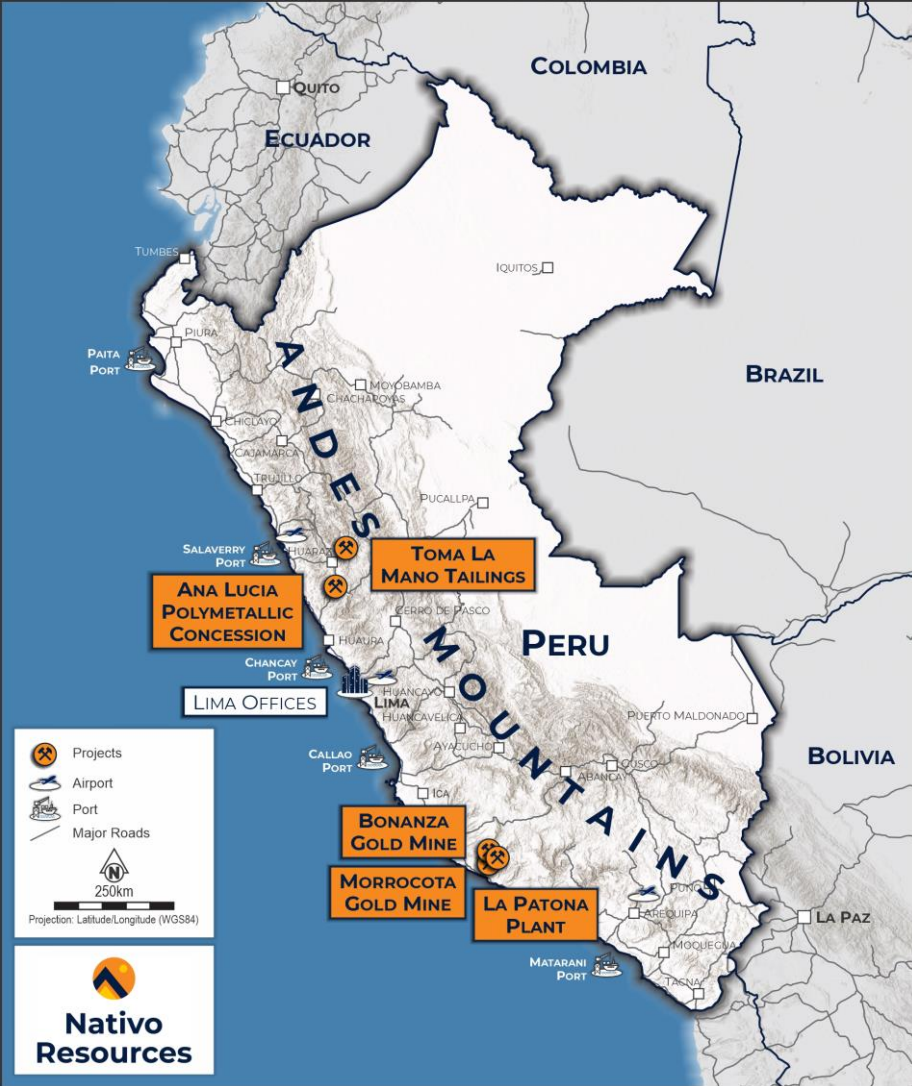 COLOMBIA
QUITO
ECUADOR
TUMBES
IQUITOS
PIURA
PAITA
PORT
BRAZIL
MOYOBAMBA
CHACHAPOYAS
CHICLAYO
CAJAMARCA
TRUJILLO
ANDES
PUCALLPA
SALAVERRY
PORT
HUARAZ
TOMA LA
MANO TAILINGS
ANA LUCIA
POLYMETALLIC
CONCESSION
CERRO DE PASCO
HUAURA
PERU
CHANCAY
PORT
LIMA OFFICES
LIMA
HUANCAYO
HUANCAVELICA
AYACUCHO
MOUNTAINS
PUERTO MALDONADO
CUSCO
ABANCAY
BOLIVIA
CALLAO
PORT
ICA
BONANZA
GOLD MINE
MORROCOTA
GOLD MINE
LA PATONA
PLANT
PUNO
AREQUIPA
LA PAZ
MOQUEGUA
MATARANI
PORT
TACNA
Projects
Airport
Port
Major Roads
N
250km
Projection: Latitude/Longitude (WGS84)
Nativo
Resources